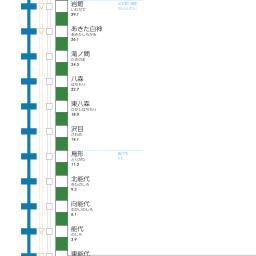 岩館
いわだて
29.1
あきた白神
あきたしらかみ
26.1
滝ノ間
たきのま
24.5
八森
はちもり
22.7
東八森
ひがしはちもり
18.9
沢目
さわめ
14.1
鳥形
とりがた
11.2
北能代
きたのしろ
9.3
向能代
むかいのしろ
6.1
能代
のしろ
3.9
東能代